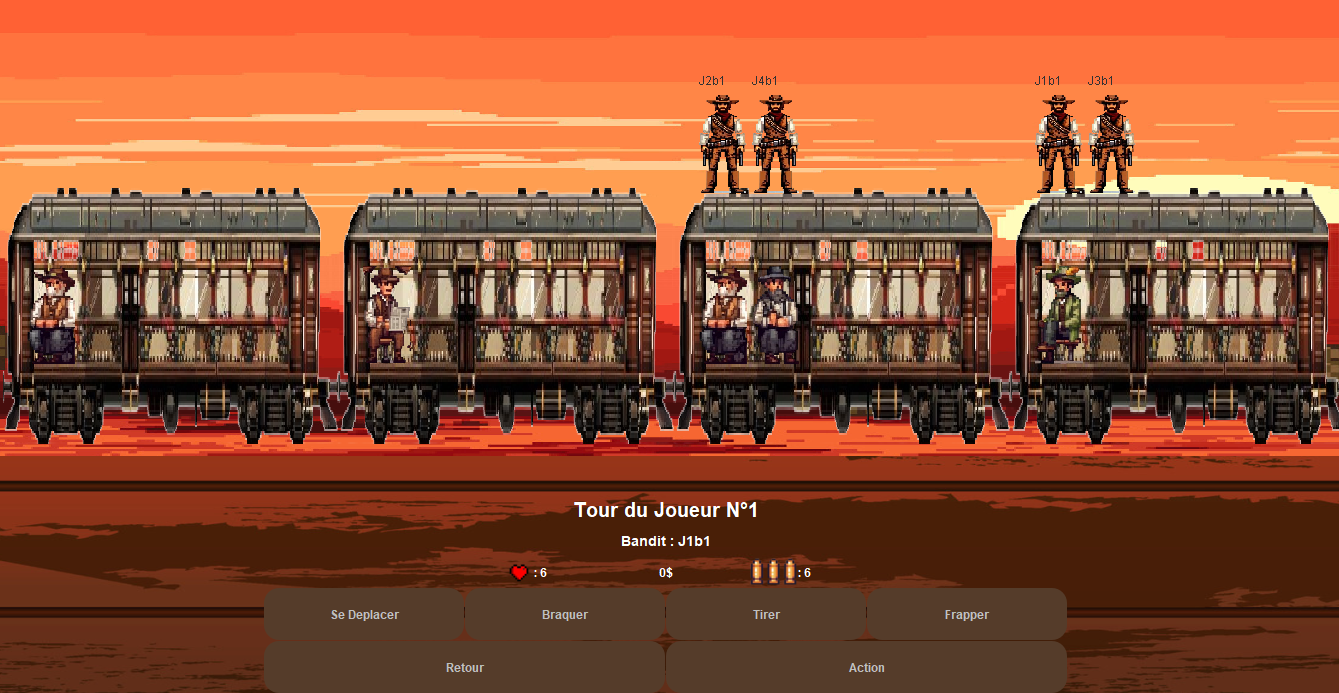 J2b1 J4b1 J1b1 J3b1
Tour du Joueur N°1
Bandit : J1b1
: 6 0$ : 6
Se Deplacer Braquer Tirer Frapper
Retour Action